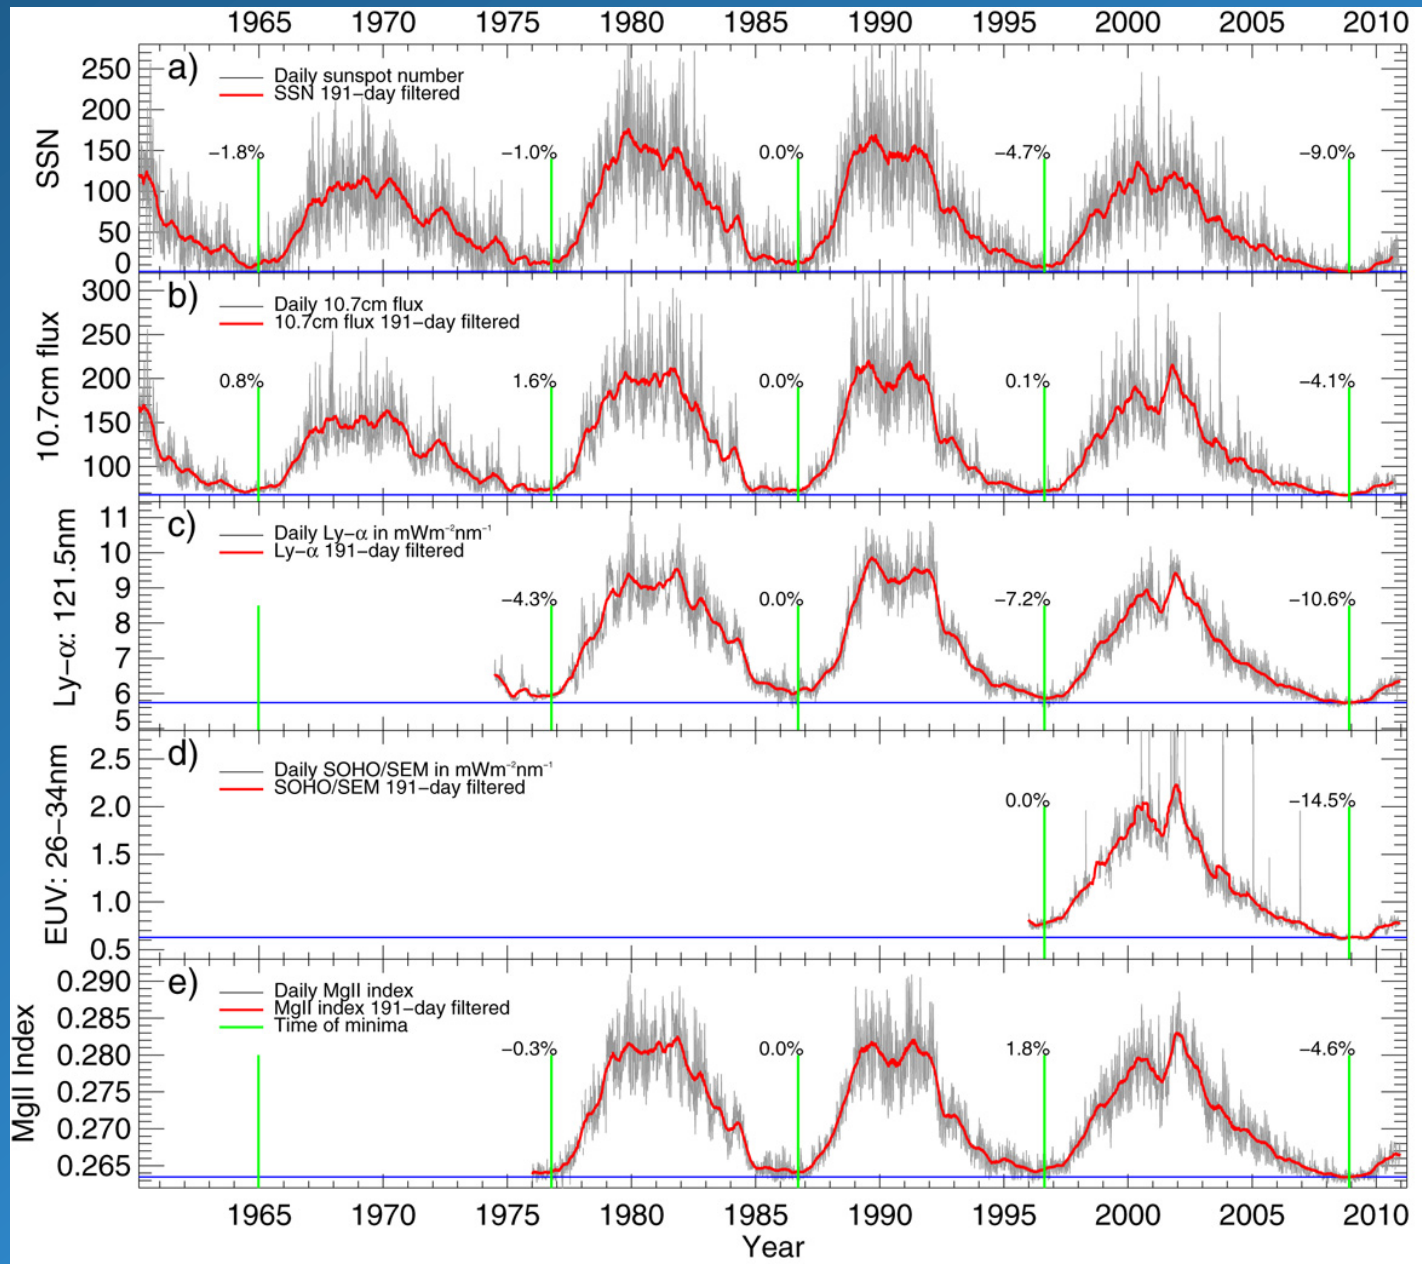 1965 1970 1975 1980 1985 1990 1995 2000 2005 2010
a)
Daily sunspot number
SSN 191−day filtered
SSN
250
200
150
100
50
0
−1.8% −1.0% 0.0% −4.7% −9.0%
b)
Daily 10.7cm flux
10.7cm flux 191−day filtered
10.7cm flux
300
250
200
150
100
0.8% 1.6% 0.0% 0.1% −4.1%
c)
Daily Ly−α in mWm⁻²nm⁻¹
Ly−α 191−day filtered
Ly−α: 121.5nm
11
10
9
8
7
6
5
−4.3% 0.0% −7.2% −10.6%
d)
Daily SOHO/SEM in mWm⁻²nm⁻¹
SOHO/SEM 191−day filtered
EUV: 26−34nm
2.5
2.0
1.5
1.0
0.5
0.0% −14.5%
e)
Daily MgII index
MgII index 191−day filtered
Time of minima
MgII Index
0.290
0.285
0.280
0.275
0.270
0.265
−0.3% 0.0% 1.8% −4.6%
1965 1970 1975 1980 1985 1990 1995 2000 2005 2010
Year